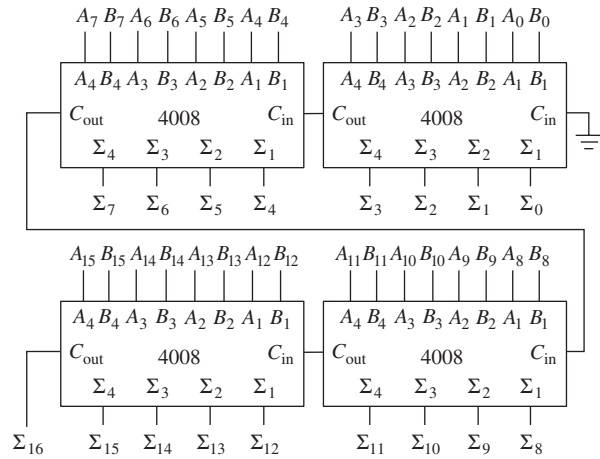 A7 B7 A6 B6 A5 B5 A4 B4 A3 B3 A2 B2 A1 B1 A0 B0
A4 B4 A3 B3 A2 B2 A1 B1 A4 B4 A3 B3 A2 B2 A1 B1
Cout 4008 Cin Cout 4008 Cin
Σ4 Σ3 Σ2 Σ1 Σ4 Σ3 Σ2 Σ1
Σ7 Σ6 Σ5 Σ4 Σ3 Σ2 Σ1 Σ0
A15 B15 A14 B14 A13 B13 A12 B12 A11 B11 A10 B10 A9 B9 A8 B8
A4 B4 A3 B3 A2 B2 A1 B1 A4 B4 A3 B3 A2 B2 A1 B1
Cout 4008 Cin Cout 4008 Cin
Σ4 Σ3 Σ2 Σ1 Σ4 Σ3 Σ2 Σ1
Σ16 Σ15 Σ14 Σ13 Σ12 Σ11 Σ10 Σ9 Σ8